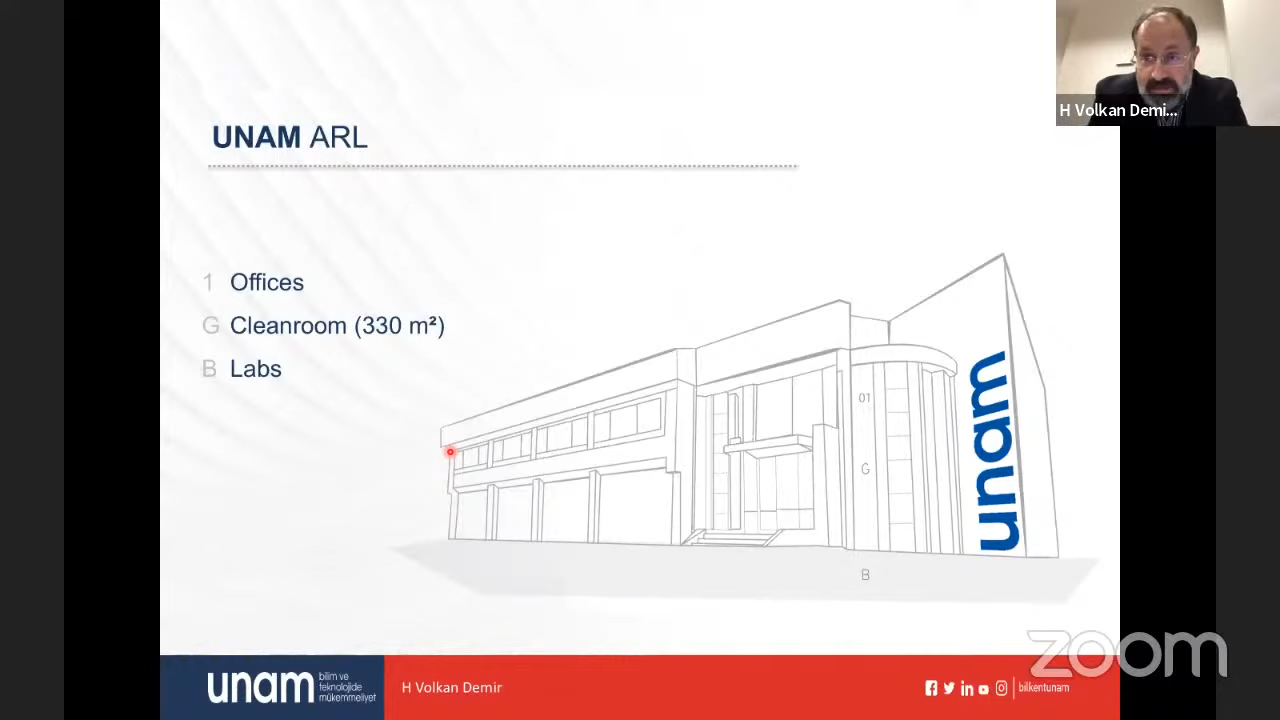 H Volkan Demi...
UNAM ARL
1 Offices
G Cleanroom (330 m²)
B Labs
01
G
B
unam
zoom
unam
bilim ve
teknolojide
mükemmeliyet
H Volkan Demir
bilkentunam